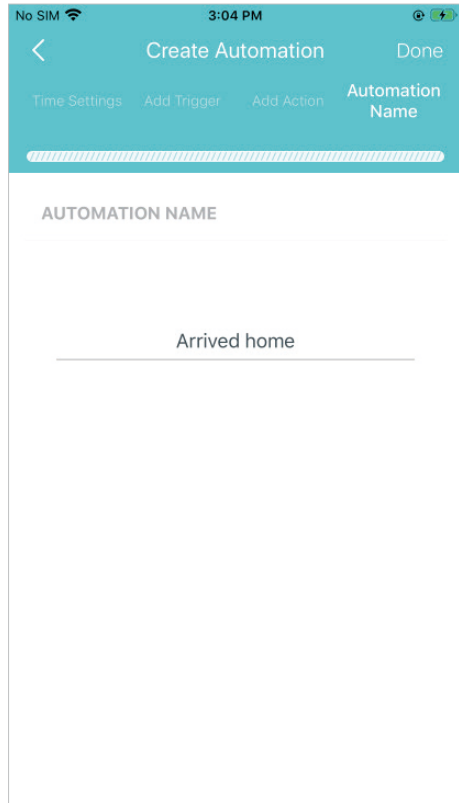 No SIM 3:04 PM
Create Automation Done
Time Settings Add Trigger Add Action Automation Name
AUTOMATION NAME
Arrived home